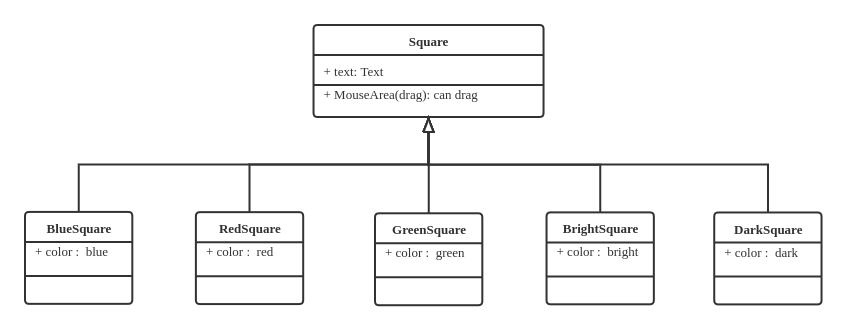 Square
+ text: Text
+ MouseArea(drag): can drag
BlueSquare
+ color : blue
RedSquare
+ color : red
GreenSquare
+ color : green
BrightSquare
+ color : bright
DarkSquare
+ color : dark